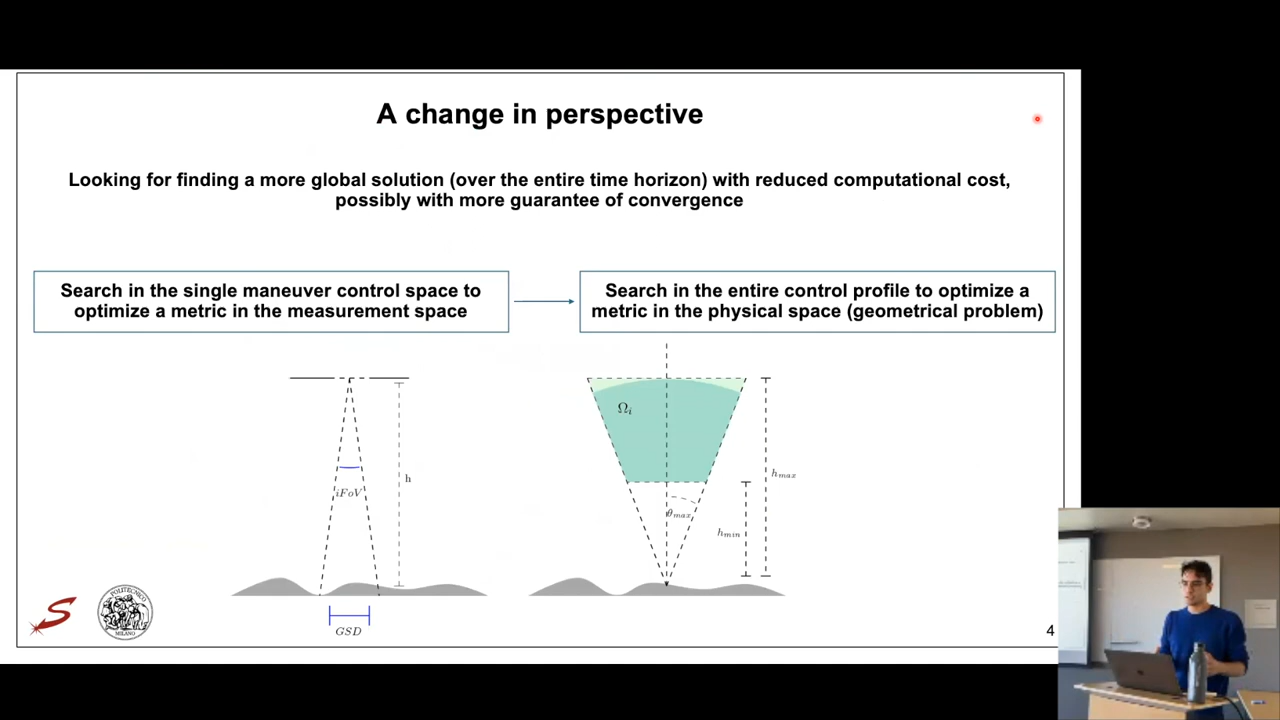 A change in perspective
Looking for finding a more global solution (over the entire time horizon) with reduced computational cost,
possibly with more guarantee of convergence
Search in the single maneuver control space to
optimize a metric in the measurement space
Search in the entire control profile to optimize a
metric in the physical space (geometrical problem)
Ωᵢ
h
iFoV
θₘₐₓ
hₘᵢₙ
hₘₐₓ
GSD
S
POLITECNICO
MILANO
4